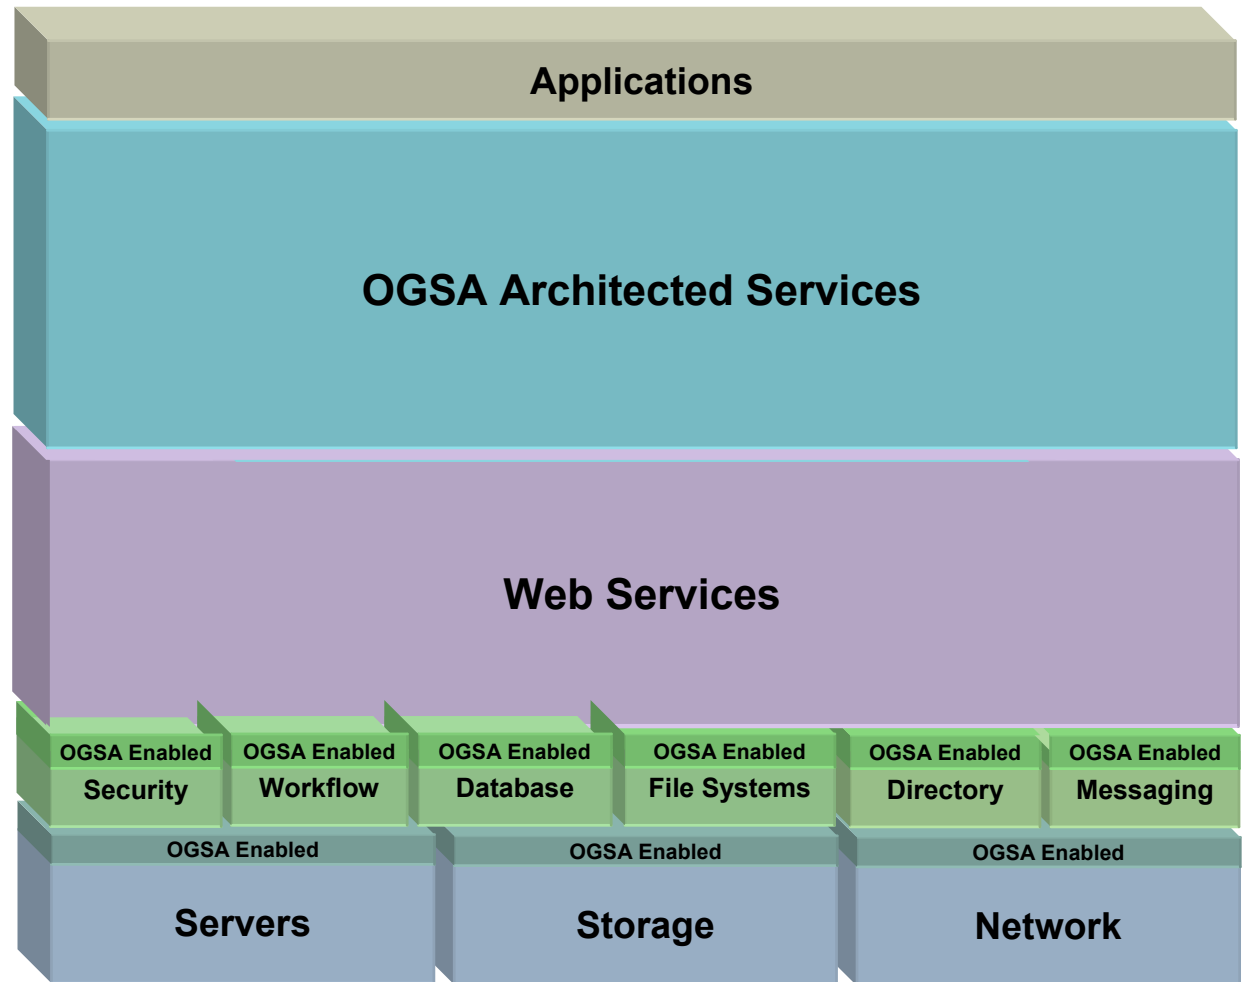 Applications
OGSA Architected Services
Web Services
OGSA Enabled OGSA Enabled OGSA Enabled OGSA Enabled OGSA Enabled OGSA Enabled
Security Workflow Database File Systems Directory Messaging
OGSA Enabled OGSA Enabled OGSA Enabled
Servers Storage Network